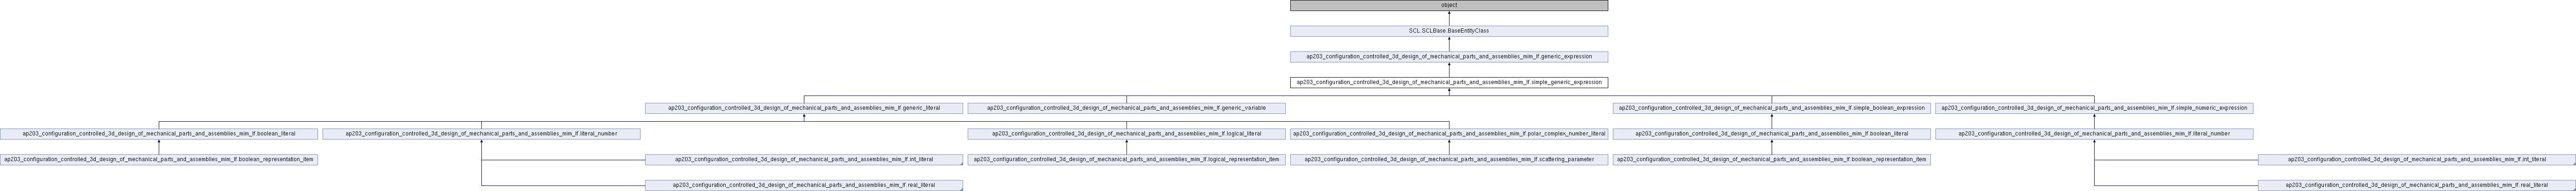 object
SCL.SCLBase.BaseEntityClass
ap203_configuration_controlled_3d_design_of_mechanical_parts_and_assemblies_mim_lf.generic_expression
ap203_configuration_controlled_3d_design_of_mechanical_parts_and_assemblies_mim_lf.simple_generic_expression
ap203_configuration_controlled_3d_design_of_mechanical_parts_and_assemblies_mim_lf.generic_literal
ap203_configuration_controlled_3d_design_of_mechanical_parts_and_assemblies_mim_lf.generic_variable
ap203_configuration_controlled_3d_design_of_mechanical_parts_and_assemblies_mim_lf.simple_boolean_expression
ap203_configuration_controlled_3d_design_of_mechanical_parts_and_assemblies_mim_lf.simple_numeric_expression
ap203_configuration_controlled_3d_design_of_mechanical_parts_and_assemblies_mim_lf.boolean_literal
ap203_configuration_controlled_3d_design_of_mechanical_parts_and_assemblies_mim_lf.literal_number
ap203_configuration_controlled_3d_design_of_mechanical_parts_and_assemblies_mim_lf.logical_literal
ap203_configuration_controlled_3d_design_of_mechanical_parts_and_assemblies_mim_lf.polar_complex_number_literal
ap203_configuration_controlled_3d_design_of_mechanical_parts_and_assemblies_mim_lf.boolean_literal
ap203_configuration_controlled_3d_design_of_mechanical_parts_and_assemblies_mim_lf.literal_number
ap203_configuration_controlled_3d_design_of_mechanical_parts_and_assemblies_mim_lf.boolean_representation_item
ap203_configuration_controlled_3d_design_of_mechanical_parts_and_assemblies_mim_lf.int_literal
ap203_configuration_controlled_3d_design_of_mechanical_parts_and_assemblies_mim_lf.logical_representation_item
ap203_configuration_controlled_3d_design_of_mechanical_parts_and_assemblies_mim_lf.scattering_parameter
ap203_configuration_controlled_3d_design_of_mechanical_parts_and_assemblies_mim_lf.boolean_representation_item
ap203_configuration_controlled_3d_design_of_mechanical_parts_and_assemblies_mim_lf.int_literal
ap203_configuration_controlled_3d_design_of_mechanical_parts_and_assemblies_mim_lf.real_literal
ap203_configuration_controlled_3d_design_of_mechanical_parts_and_assemblies_mim_lf.real_literal